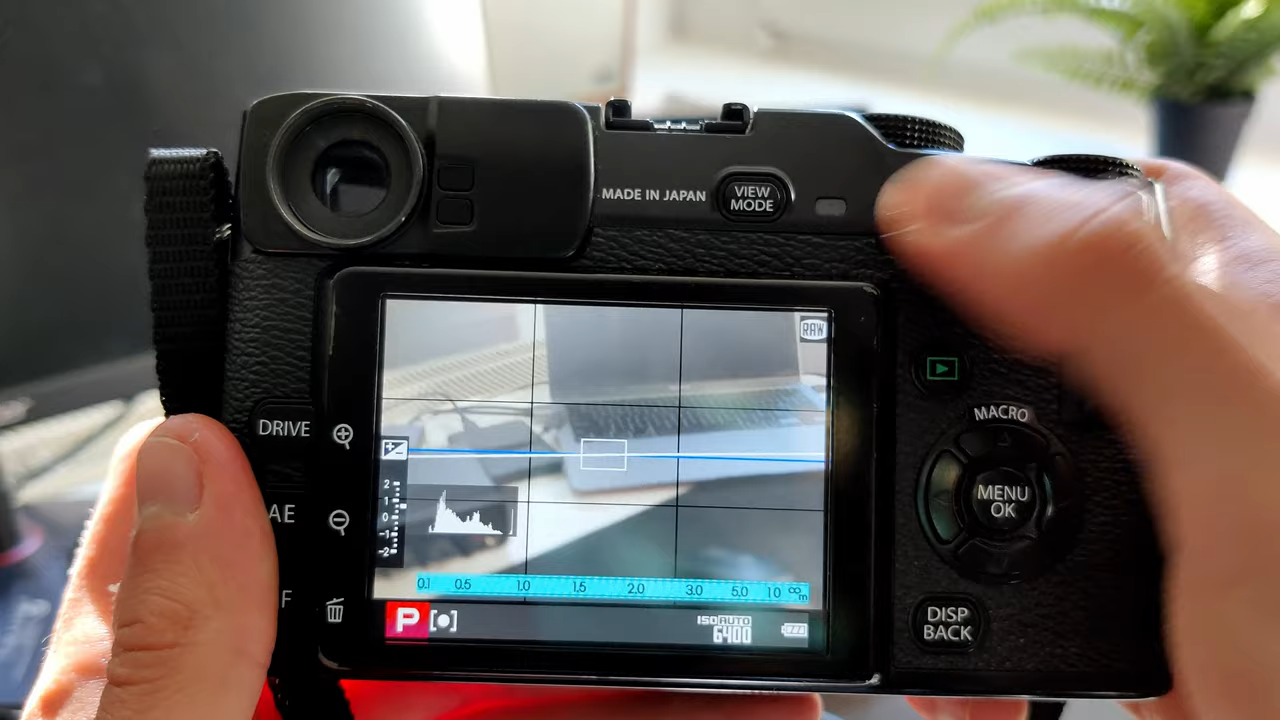 MADE IN JAPAN
VIEW
MODE
RAW
DRIVE
MACRO
2
1
0
-1
-2
MENU
OK
AE
0.1 0.5 1.0 1.5 2.0 3.0 5.0 10 ∞ m
F
P
ISO AUTO
6400
DISP
BACK